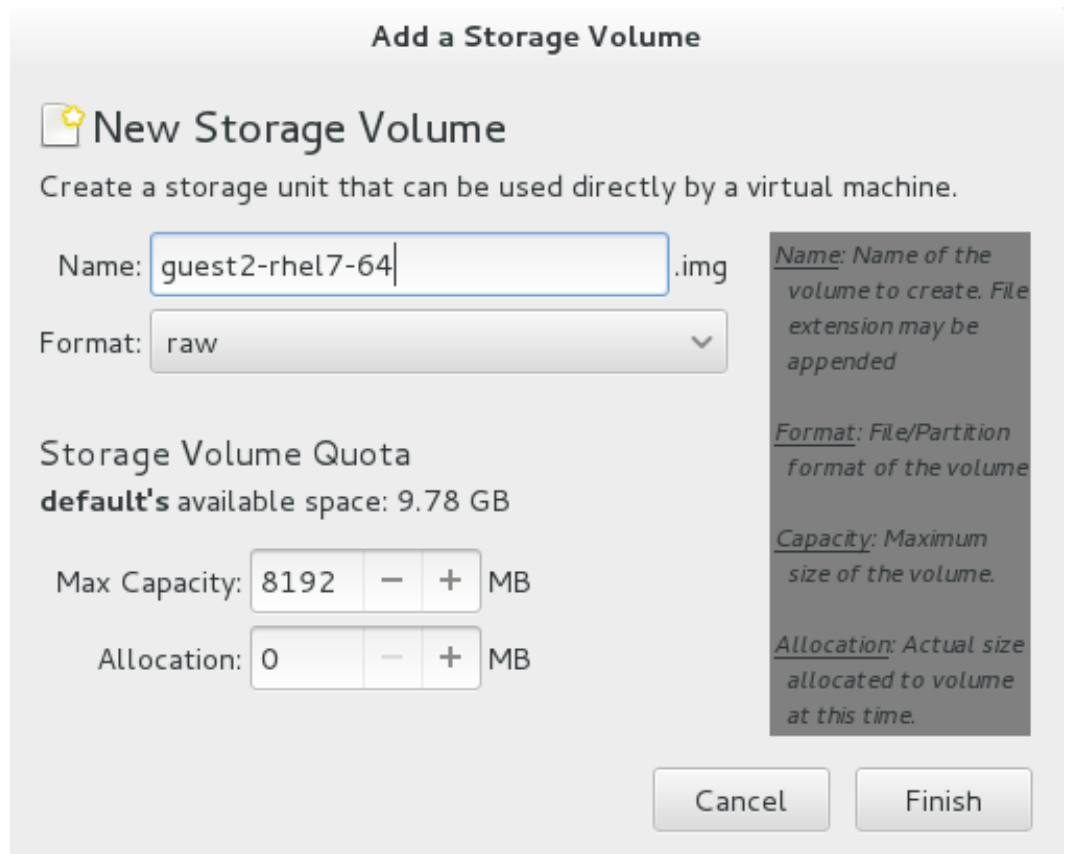 Add a Storage Volume
New Storage Volume
Create a storage unit that can be used directly by a virtual machine.
Name: guest2-rhel7-64 .img
Format: raw
Storage Volume Quota
default's available space: 9.78 GB
Max Capacity: 8192 − + MB
Allocation: 0 − + MB
Name: Name of the
volume to create. File
extension may be
appended
Format: File/Partition
format of the volume
Capacity: Maximum
size of the volume.
Allocation: Actual size
allocated to volume
at this time.
Cancel Finish